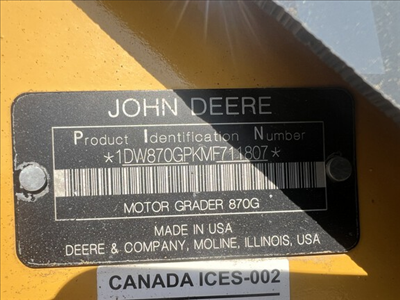 JOHN DEERE
Product Identification Number
*1DW870GPKMF711807*
MOTOR GRADER 870G
MADE IN USA
DEERE & COMPANY, MOLINE, ILLINOIS, USA
CANADA ICES-002